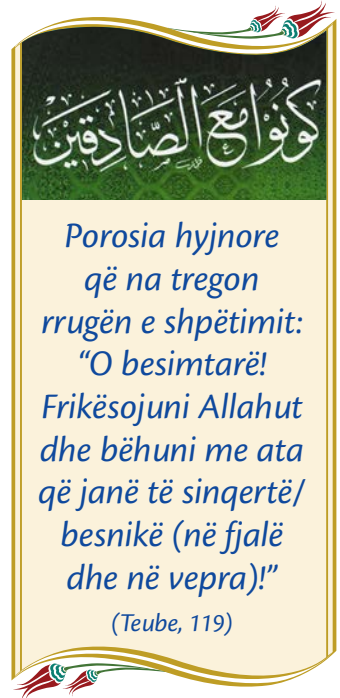 كُونُوا مَعَ الصَّادِقِينَ
Porosia hyjnore
që na tregon
rrugën e shpëtimit:
“O besimtarë!
Frikësojuni Allahut
dhe bëhuni me ata
që janë të sinqertë/
besnikë (në fjalë
dhe në vepra)!”
(Teube, 119)